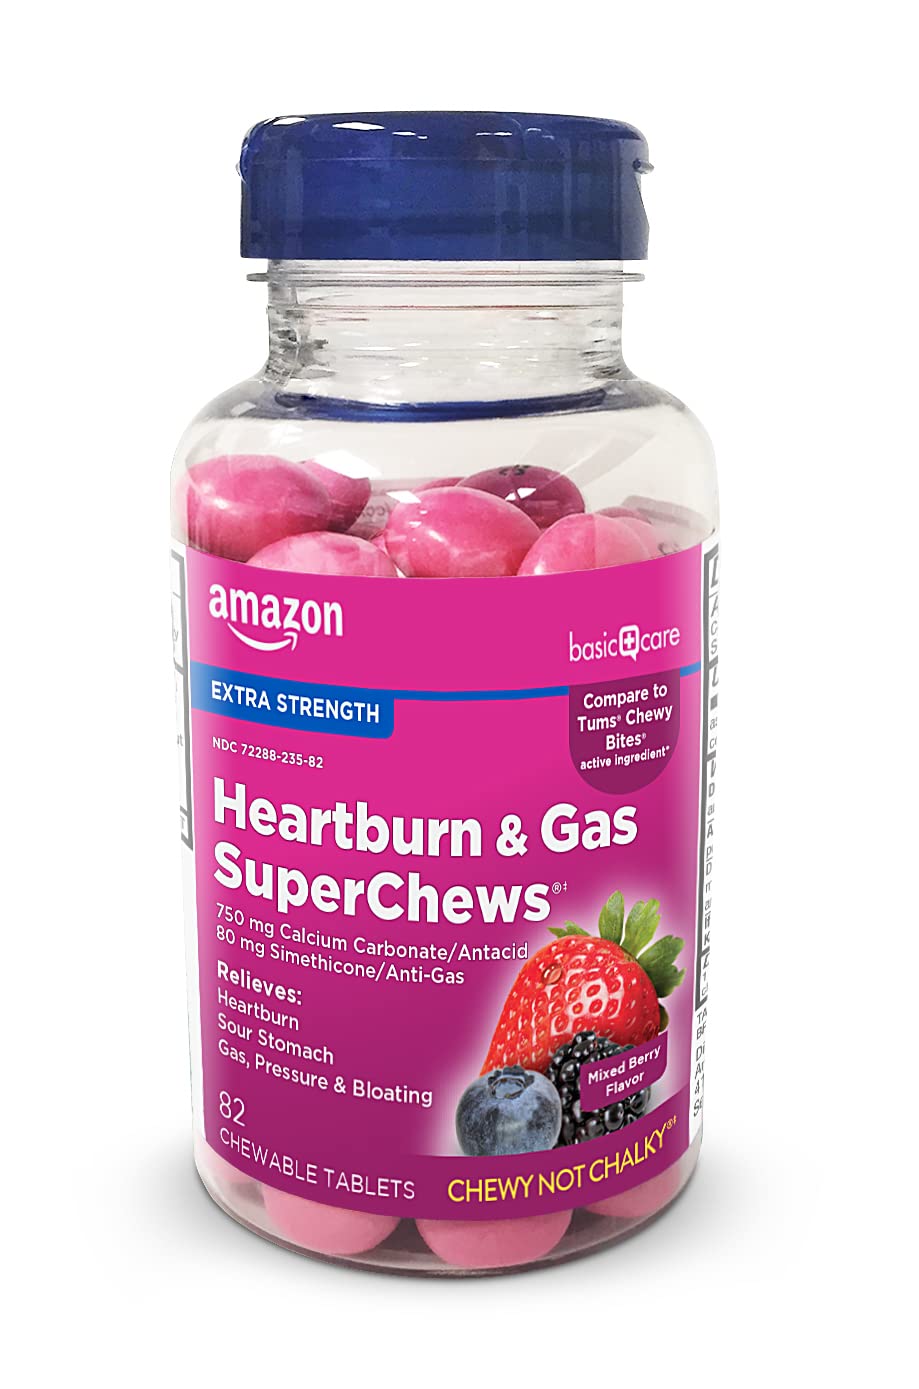 amazon
basic care
EXTRA STRENGTH
Compare to
Tums® Chewy
Bites®
active ingredient*
NDC 72288-235-82
Heartburn & Gas
SuperChews®‡
750 mg Calcium Carbonate/Antacid
80 mg Simethicone/Anti-Gas
Relieves:
Heartburn
Sour Stomach
Gas, Pressure & Bloating
Mixed Berry
Flavor
82
CHEWABLE TABLETS
CHEWY NOT CHALKY®‡